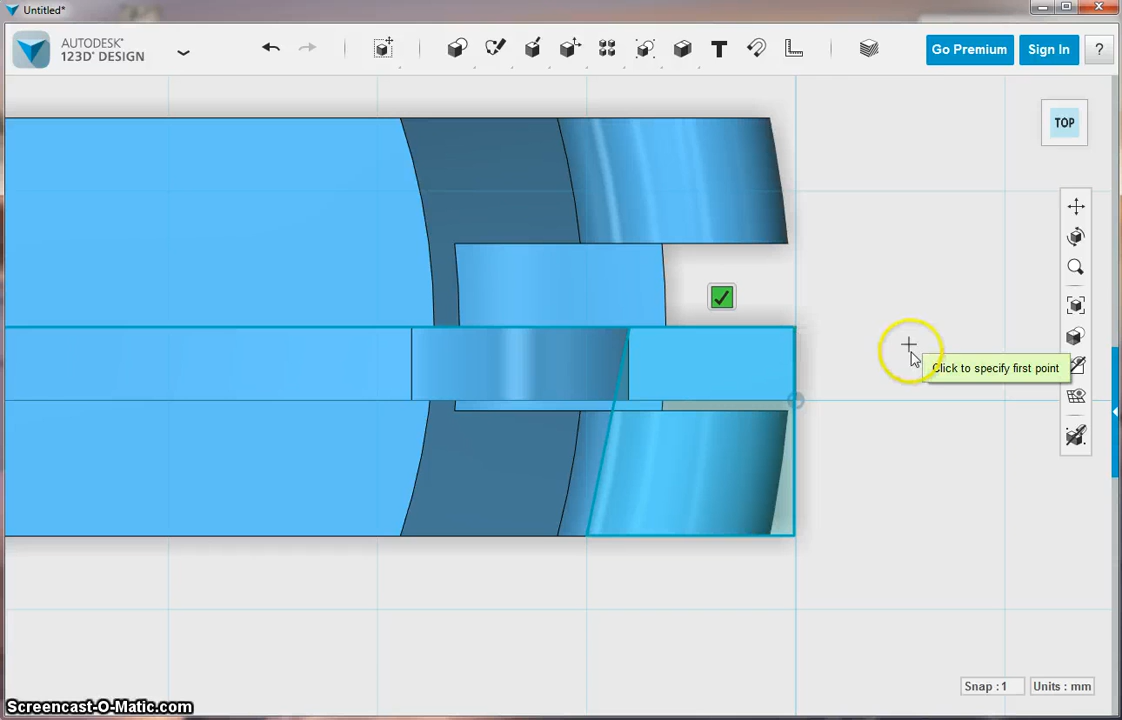 Untitled*
AUTODESK®
123D® DESIGN
T
Go Premium
Sign In
?
TOP
Click to specify first point
Snap : 1
Units : mm
Screencast-O-Matic.com